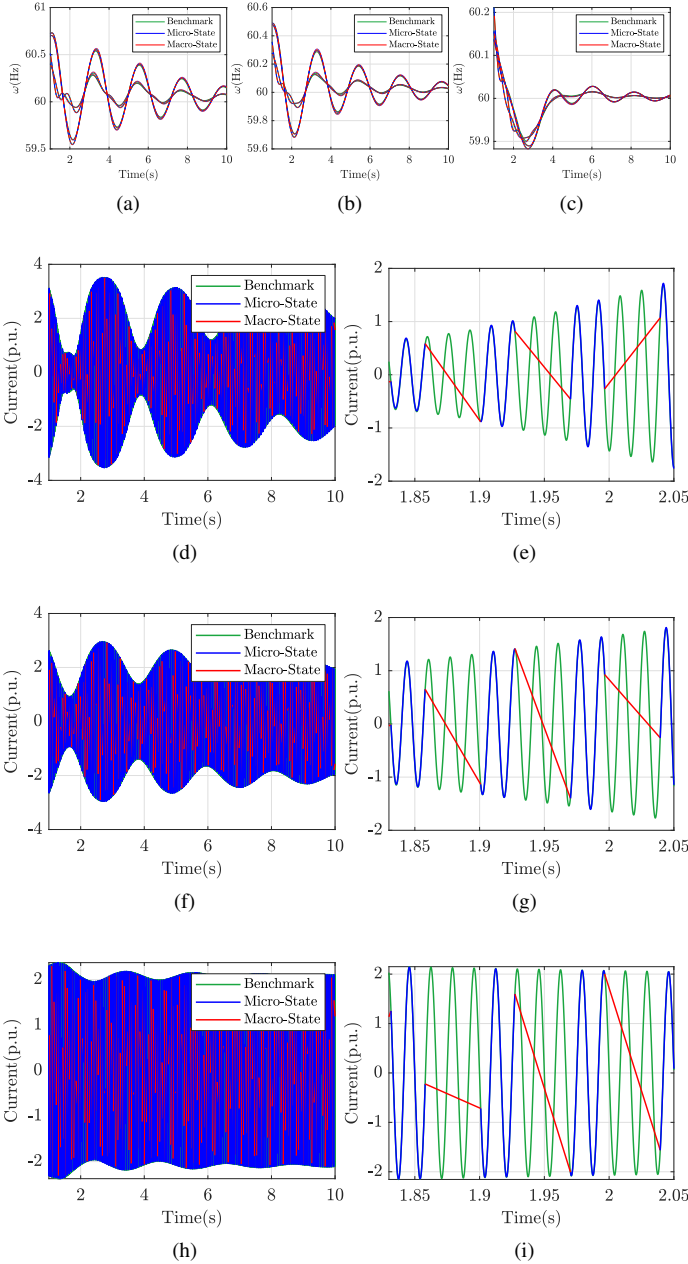 61
60.5
60
59.5
ω(Hz)
2 4 6 8 10
Time(s)
Benchmark
Micro-State
Macro-State
(a)
60.6
60.4
60.2
60
59.8
59.6
ω(Hz)
2 4 6 8 10
Time(s)
Benchmark
Micro-State
Macro-State
(b)
60.2
60.1
60
59.9
ω(Hz)
2 4 6 8 10
Time(s)
Benchmark
Micro-State
Macro-State
(c)
4
2
0
-2
-4
Current(p.u.)
2 4 6 8 10
Time(s)
Benchmark
Micro-State
Macro-State
(d)
2
1
0
-1
-2
Current(p.u.)
1.85 1.9 1.95 2 2.05
Time(s)
(e)
4
2
0
-2
-4
Current(p.u.)
2 4 6 8 10
Time(s)
Benchmark
Micro-State
Macro-State
(f)
2
1
0
-1
-2
Current(p.u.)
1.85 1.9 1.95 2 2.05
Time(s)
(g)
2
1
0
-1
-2
Current(p.u.)
2 4 6 8 10
Time(s)
Benchmark
Micro-State
Macro-State
(h)
2
1
0
-1
-2
Current(p.u.)
1.85 1.9 1.95 2 2.05
Time(s)
(i)